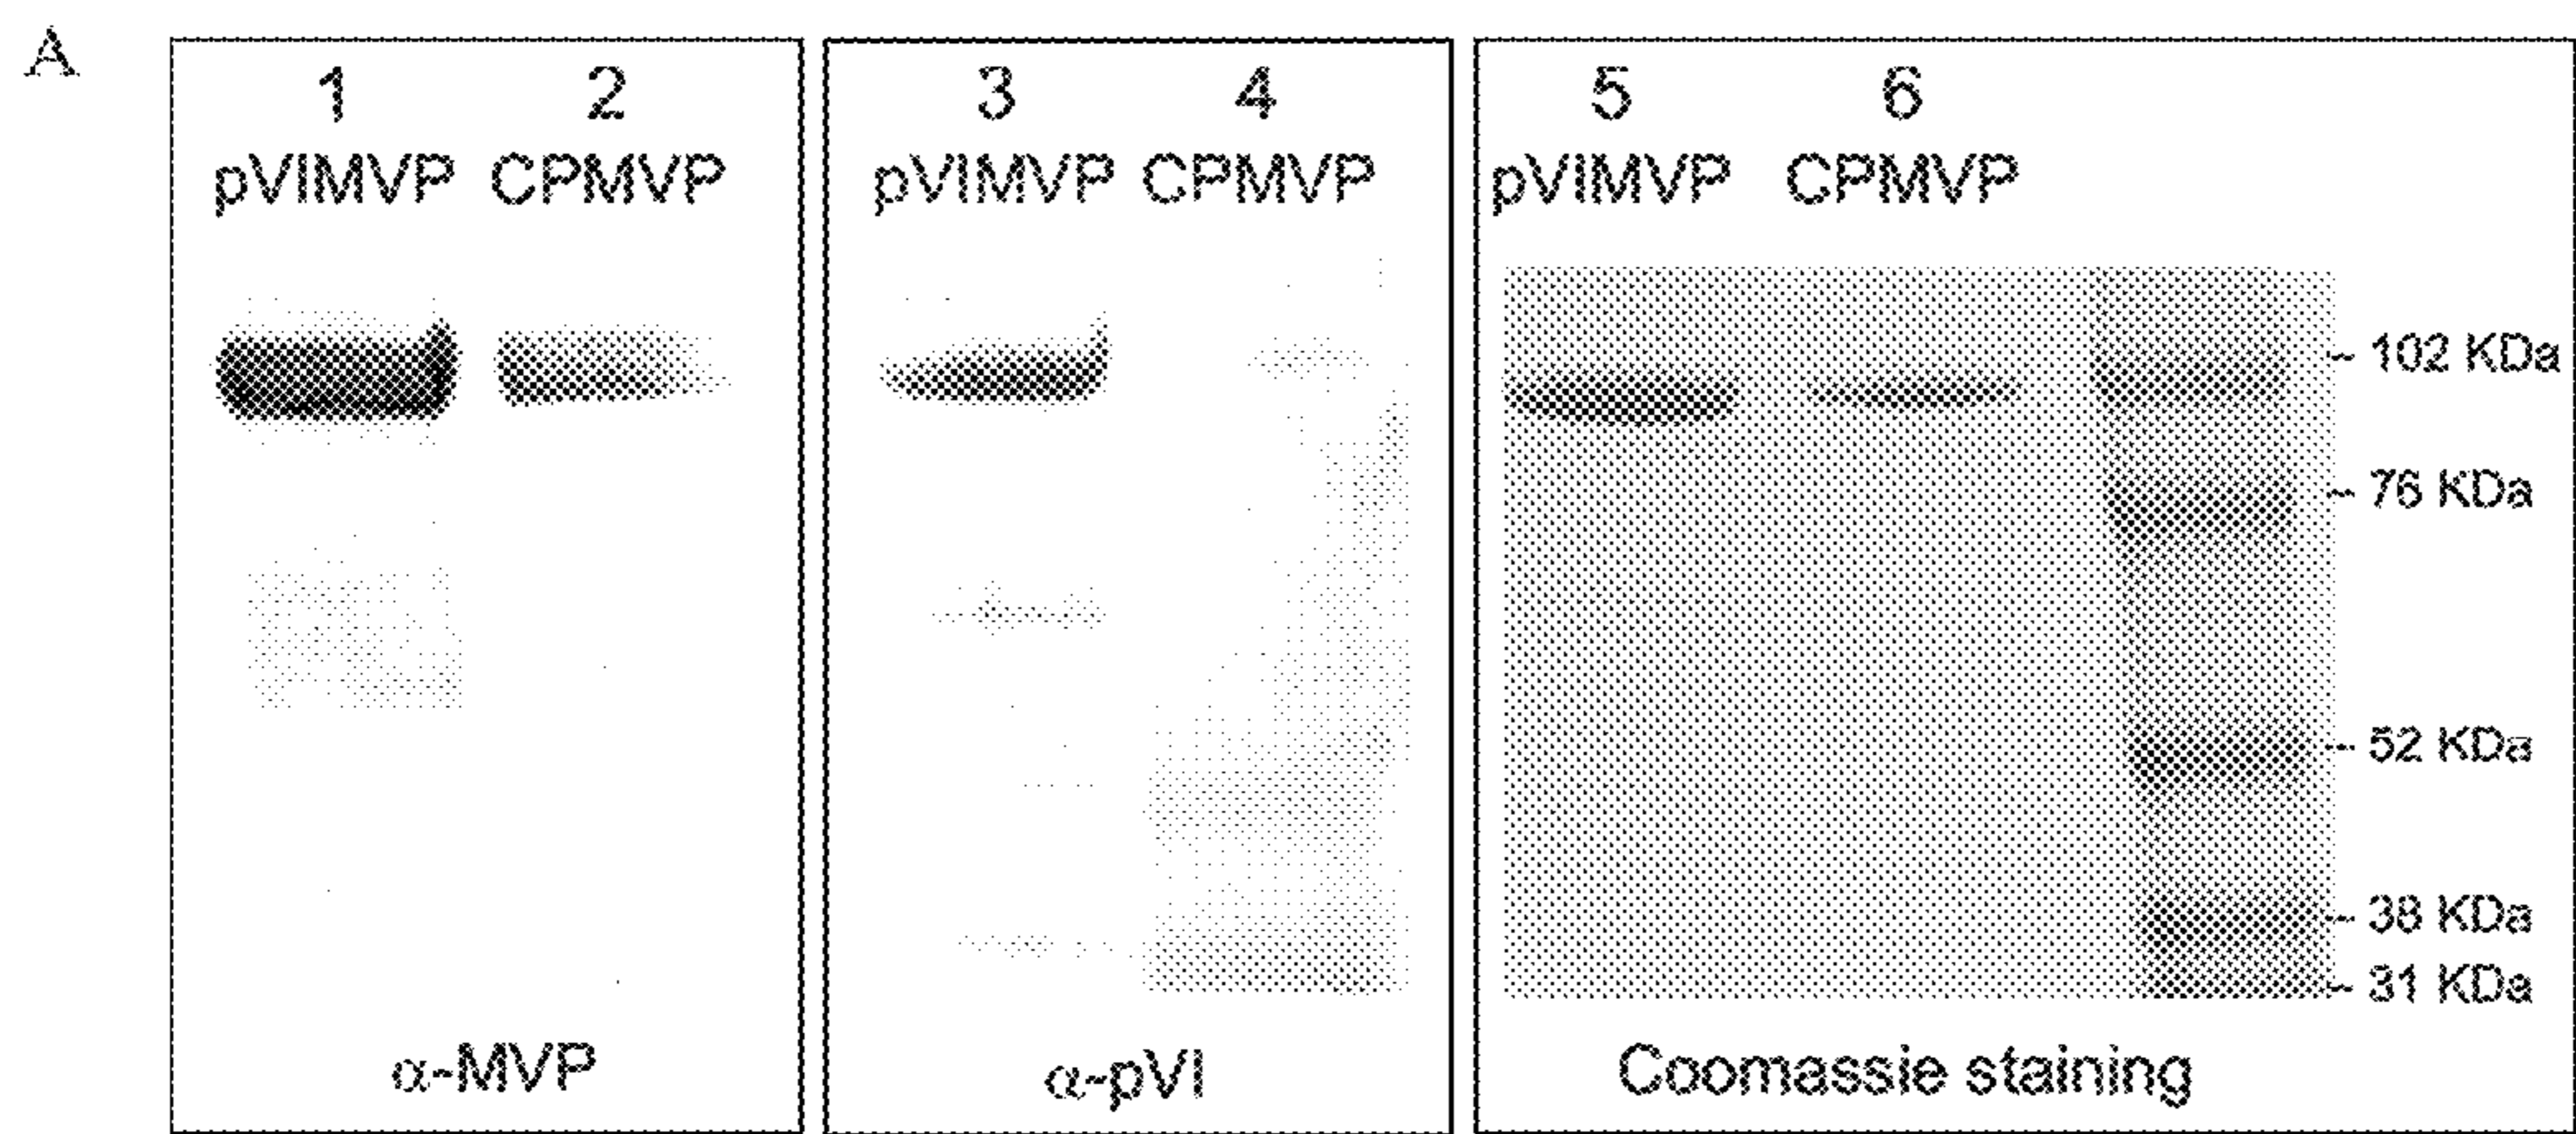 A
1 2
pVIMVP CPMVP
α-MVP
3 4
pVIMVP CPMVP
α-pVI
5 6
pVIMVP CPMVP
102 KDa
76 KDa
52 KDa
38 KDa
31 KDa
Coomassie staining